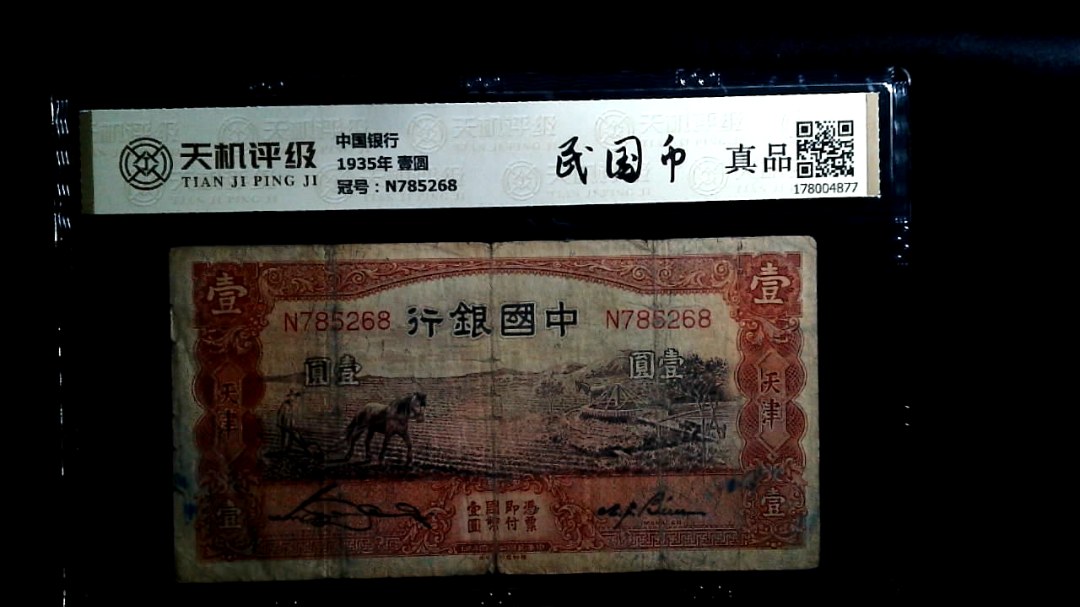 天机评级
TIAN JI PING JI
中国银行
1935年 壹圆
冠号：N785268
民国币
真品
178004877
壹
壹
N785268
行銀國中
N785268
圓壹
圓壹
天津
天津
壹
壹
憑票
即付
國幣
壹圓